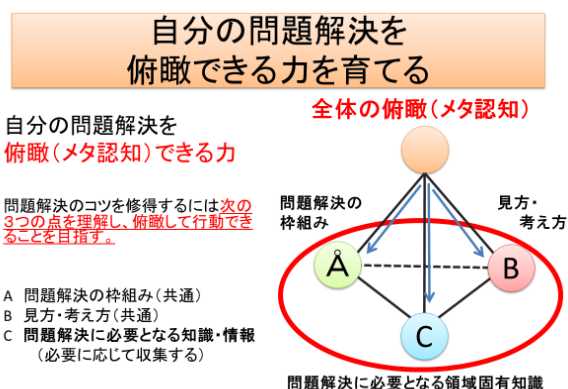 自分の問題解決を
俯瞰できる力を育てる
自分の問題解決を
俯瞰（メタ認知）できる力
問題解決のコツを修得するには次の
３つの点を理解し、俯瞰して行動でき
ることを目指す。
A 問題解決の枠組み（共通）
B 見方・考え方（共通）
C 問題解決に必要となる知識・情報
（必要に応じて収集する）
全体の俯瞰（メタ認知）
問題解決の
枠組み
見方・
考え方
A
B
C
問題解決に必要となる領域固有知識